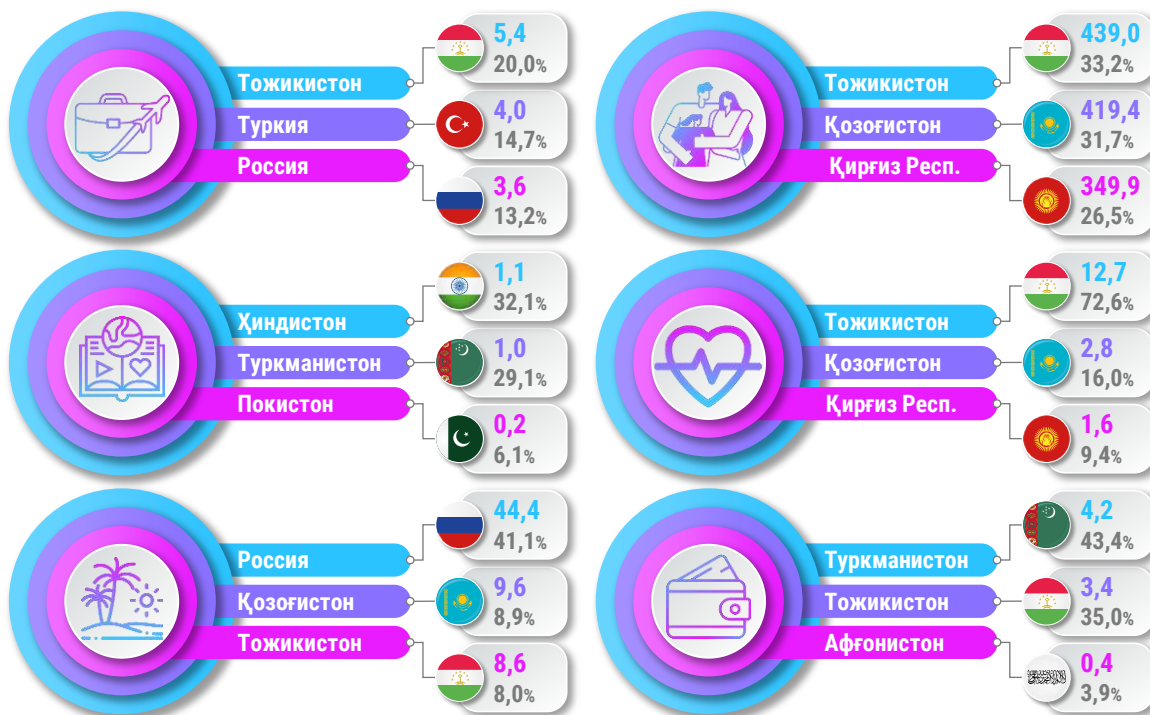 Тожикистон
5,4
20,0%
Туркия
4,0
14,7%
Россия
3,6
13,2%
Тожикистон
439,0
33,2%
Қозоғистон
419,4
31,7%
Қирғиз Респ.
349,9
26,5%
Ҳиндистон
1,1
32,1%
Туркманистон
1,0
29,1%
Покистон
0,2
6,1%
Тожикистон
12,7
72,6%
Қозоғистон
2,8
16,0%
Қирғиз Респ.
1,6
9,4%
Россия
44,4
41,1%
Қозоғистон
9,6
8,9%
Тожикистон
8,6
8,0%
Туркманистон
4,2
43,4%
Тожикистон
3,4
35,0%
Афғонистон
0,4
3,9%